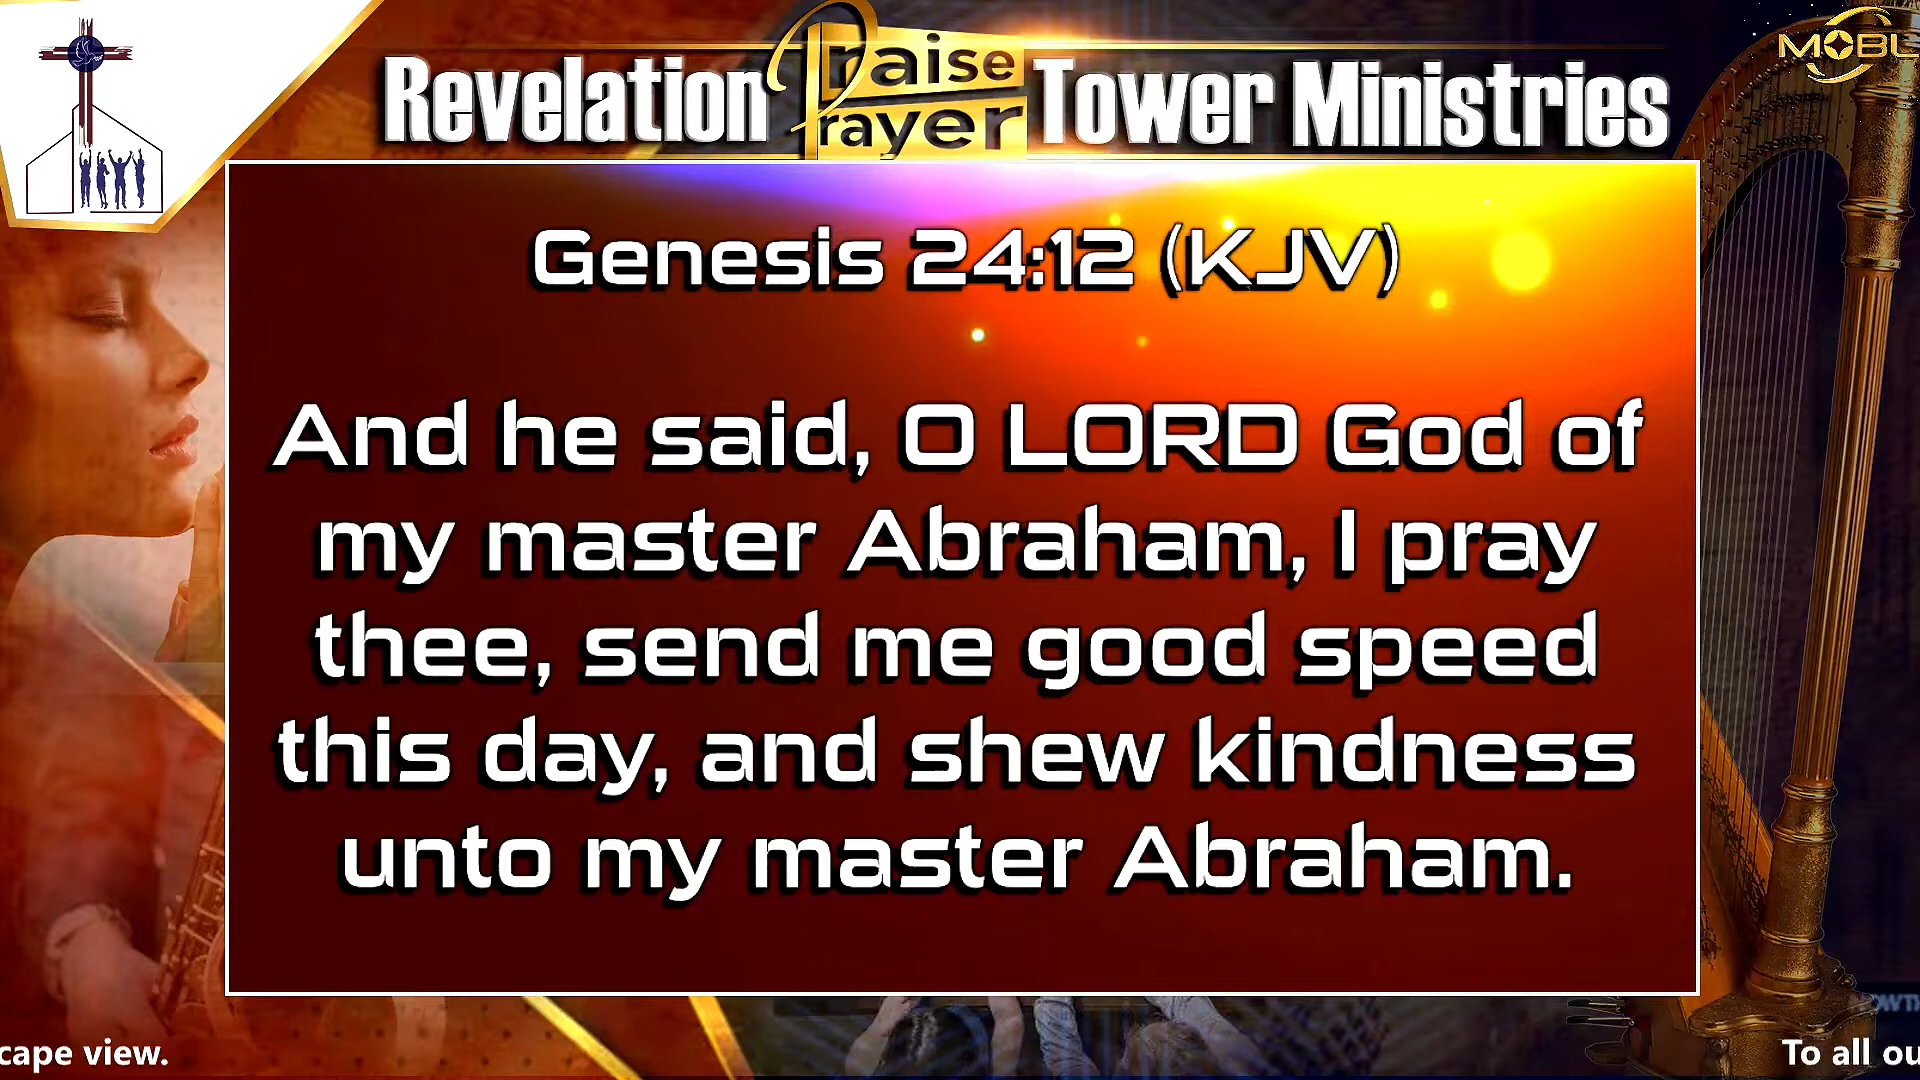 Revelation Praise Prayer Tower Ministries
Genesis 24:12 (KJV)
And he said, O LORD God of
my master Abraham, I pray
thee, send me good speed
this day, and shew kindness
unto my master Abraham.
cape view.
To all ou